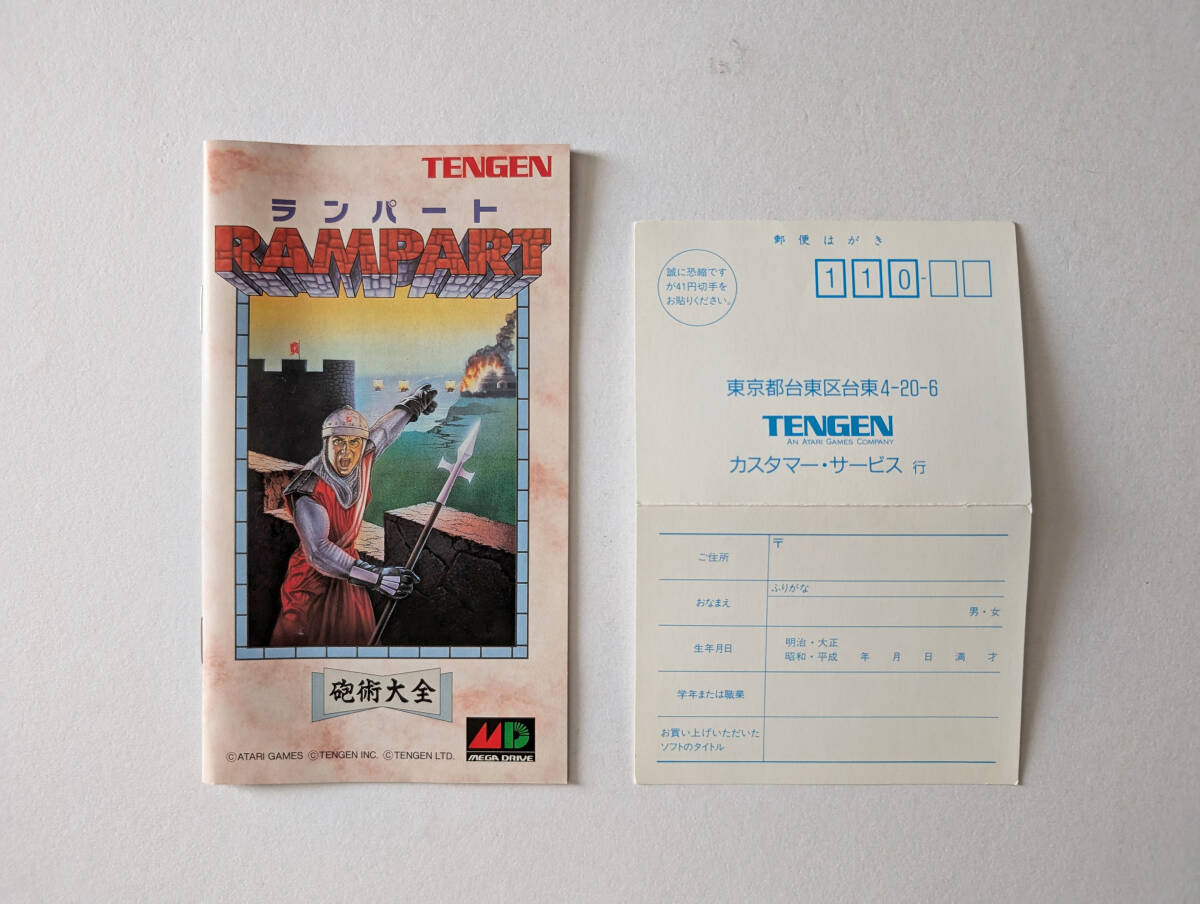 TENGEN
ランパート
RAMPART
砲術大全
©ATARI GAMES ©TENGEN INC. ©TENGEN LTD.
MD
MEGA DRIVE
郵便はがき
誠に恐縮です
が41円切手を
お貼りください。
110-
東京都台東区台東4-20-6
TENGEN
AN ATARI GAMES COMPANY
カスタマー・サービス 行
ご住所
〒
おなまえ
ふりがな
男・女
生年月日
明治・大正
昭和・平成 年 月 日 満 才
学年または職業
お買い上げいただいた
ソフトのタイトル